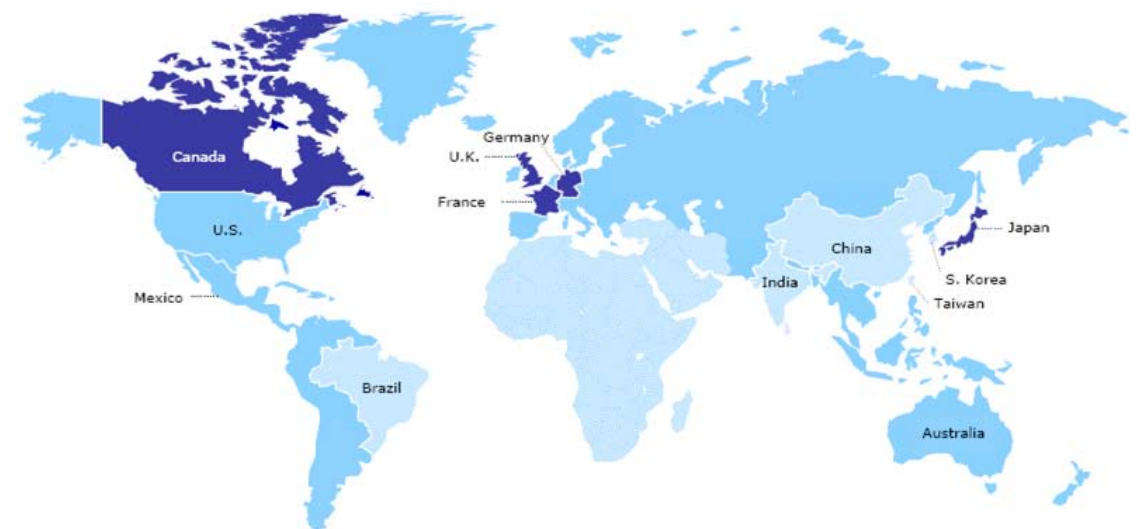 Germany
U.K.
Canada
France
U.S.
Japan
China
S. Korea
India
Mexico
Taiwan
Brazil
Australia